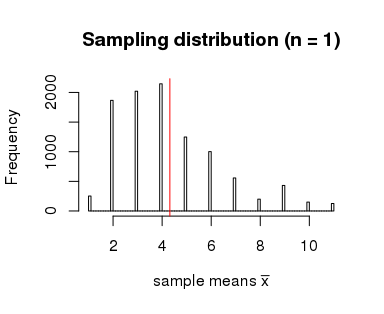 Sampling distribution (n = 1)
Frequency
2000
1000
0
2 4 6 8 10
sample means x̅